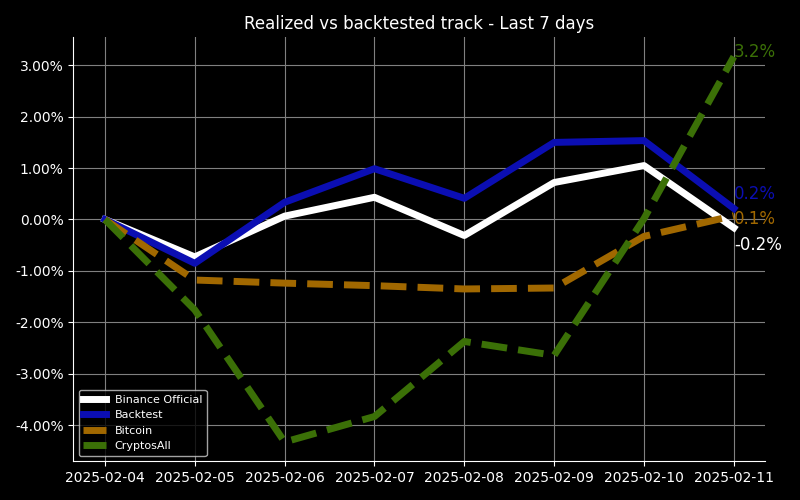 Realized vs backtested track - Last 7 days
3.00%
2.00%
1.00%
0.00%
-1.00%
-2.00%
-3.00%
-4.00%
3.2%
0.2%
0.1%
-0.2%
Binance Official
Backtest
Bitcoin
CryptosAll
2025-02-04 2025-02-05 2025-02-06 2025-02-07 2025-02-08 2025-02-09 2025-02-10 2025-02-11